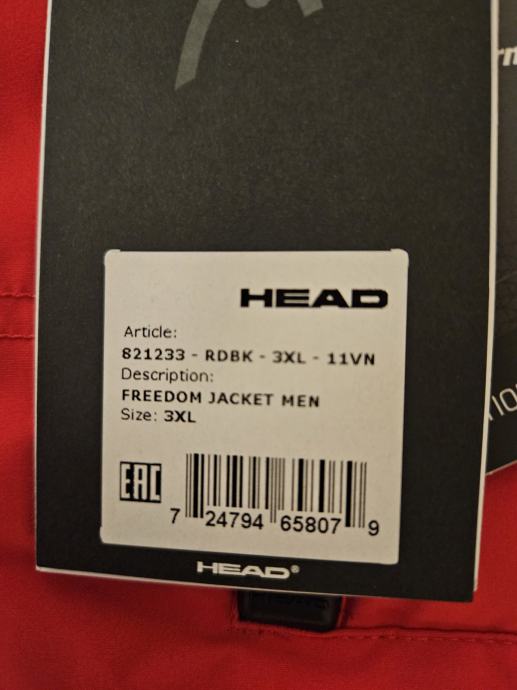 HEAD
Article:
821233 - RDBK - 3XL - 11VN
Description:
FREEDOM JACKET MEN
Size: 3XL
EAC
7 24794 65807 9
HEAD®